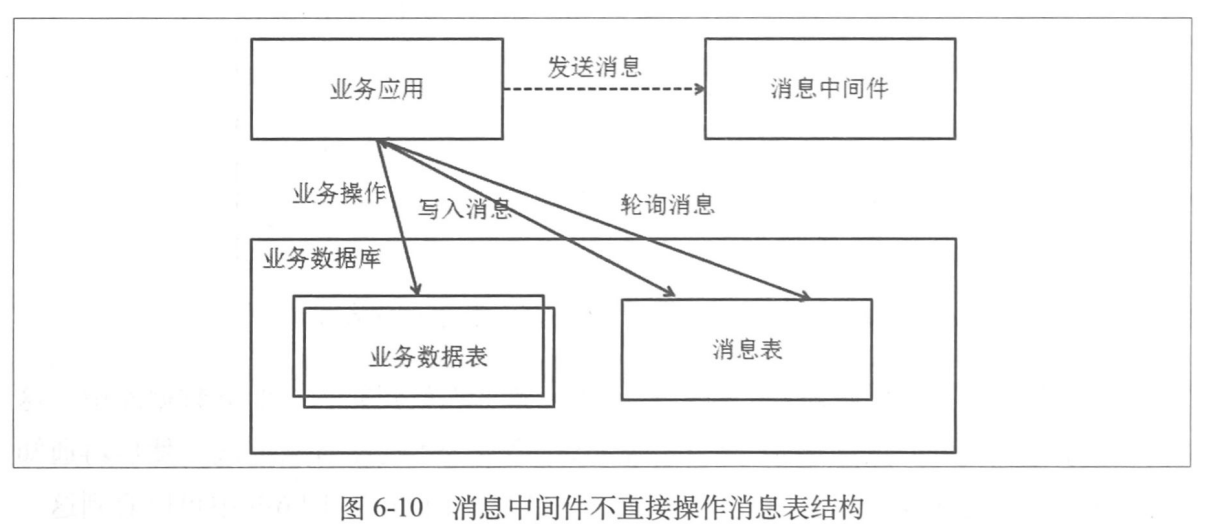 业务应用
发送消息
消息中间件
业务操作
写入消息
轮询消息
业务数据库
业务数据表
消息表
图 6-10 消息中间件不直接操作消息表结构